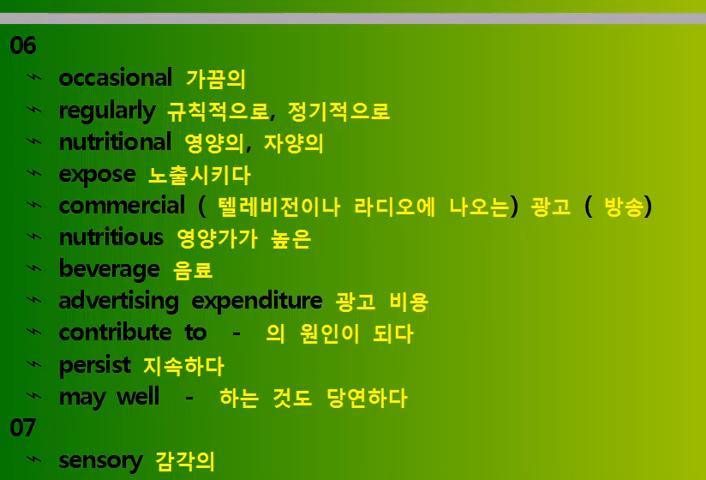 06
occasional 가끔의
regularly 규칙적으로, 정기적으로
nutritional 영양의, 자양의
expose 노출시키다
commercial ( 텔레비전이나 라디오에 나오는) 광고 ( 방송)
nutritious 영양가가 높은
beverage 음료
advertising expenditure 광고 비용
contribute to - 의 원인이 되다
persist 지속하다
may well - 하는 것도 당연하다
07
sensory 감각의